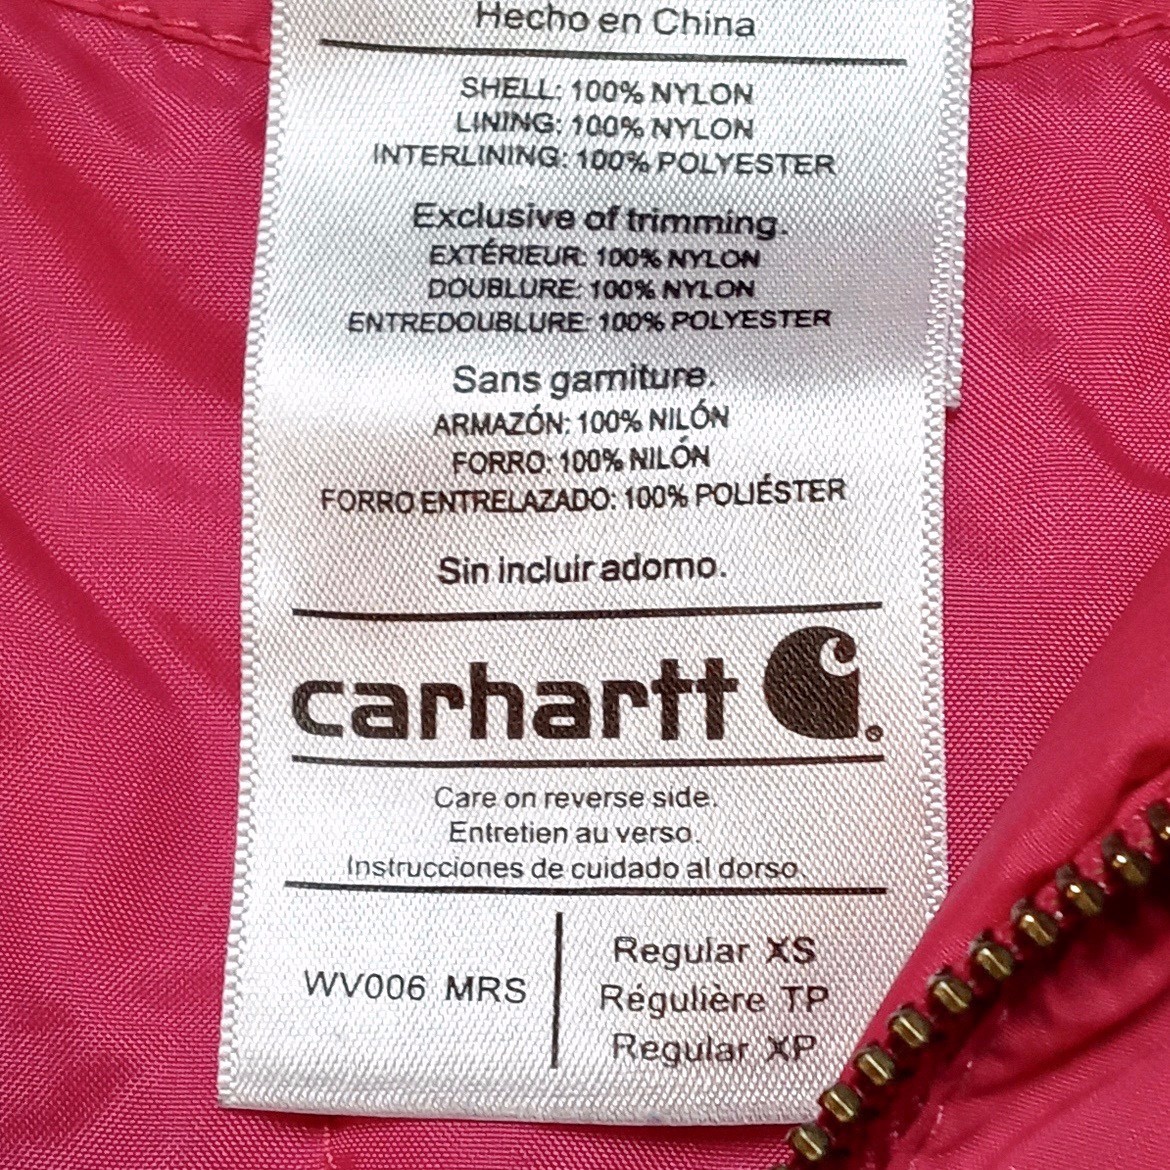 Hecho en China
SHELL: 100% NYLON
LINING: 100% NYLON
INTERLINING: 100% POLYESTER
Exclusive of trimming.
EXTÉRIEUR: 100% NYLON
DOUBLURE: 100% NYLON
ENTREDOUBLURE: 100% POLYESTER
Sans garniture.
ARMAZÓN: 100% NILÓN
FORRO: 100% NILÓN
FORRO ENTRELAZADO: 100% POLIÉSTER
Sin incluir adorno.
carhartt ®
Care on reverse side.
Entretien au verso.
Instrucciones de cuidado al dorso.
WV006 MRS
Regular XS
Régulière TP
Regular XP